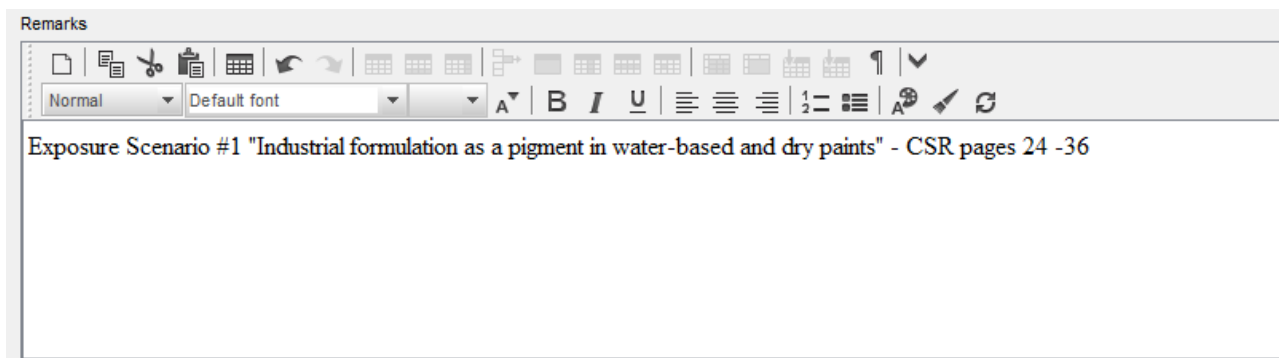 Remarks
Normal Default font
Exposure Scenario #1 "Industrial formulation as a pigment in water-based and dry paints" - CSR pages 24 -36